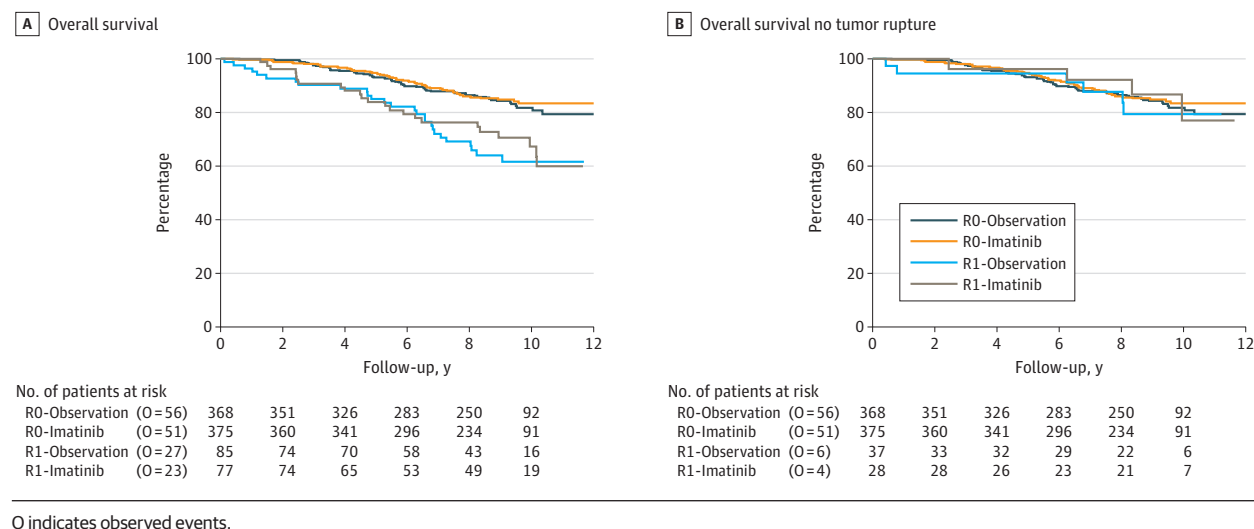 A Overall survival
100
80
60
40
20
0
Percentage
0 2 4 6 8 10 12
Follow-up, y
No. of patients at risk
R0-Observation (O = 56) 368 351 326 283 250 92
R0-Imatinib (O = 51) 375 360 341 296 234 91
R1-Observation (O = 27) 85 74 70 58 43 16
R1-Imatinib (O = 23) 77 74 65 53 49 19
B Overall survival no tumor rupture
100
80
60
40
20
0
Percentage
R0-Observation
R0-Imatinib
R1-Observation
R1-Imatinib
0 2 4 6 8 10 12
Follow-up, y
No. of patients at risk
R0-Observation (O = 56) 368 351 326 283 250 92
R0-Imatinib (O = 51) 375 360 341 296 234 91
R1-Observation (O = 6) 37 33 32 29 22 6
R1-Imatinib (O = 4) 28 28 26 23 21 7
O indicates observed events.